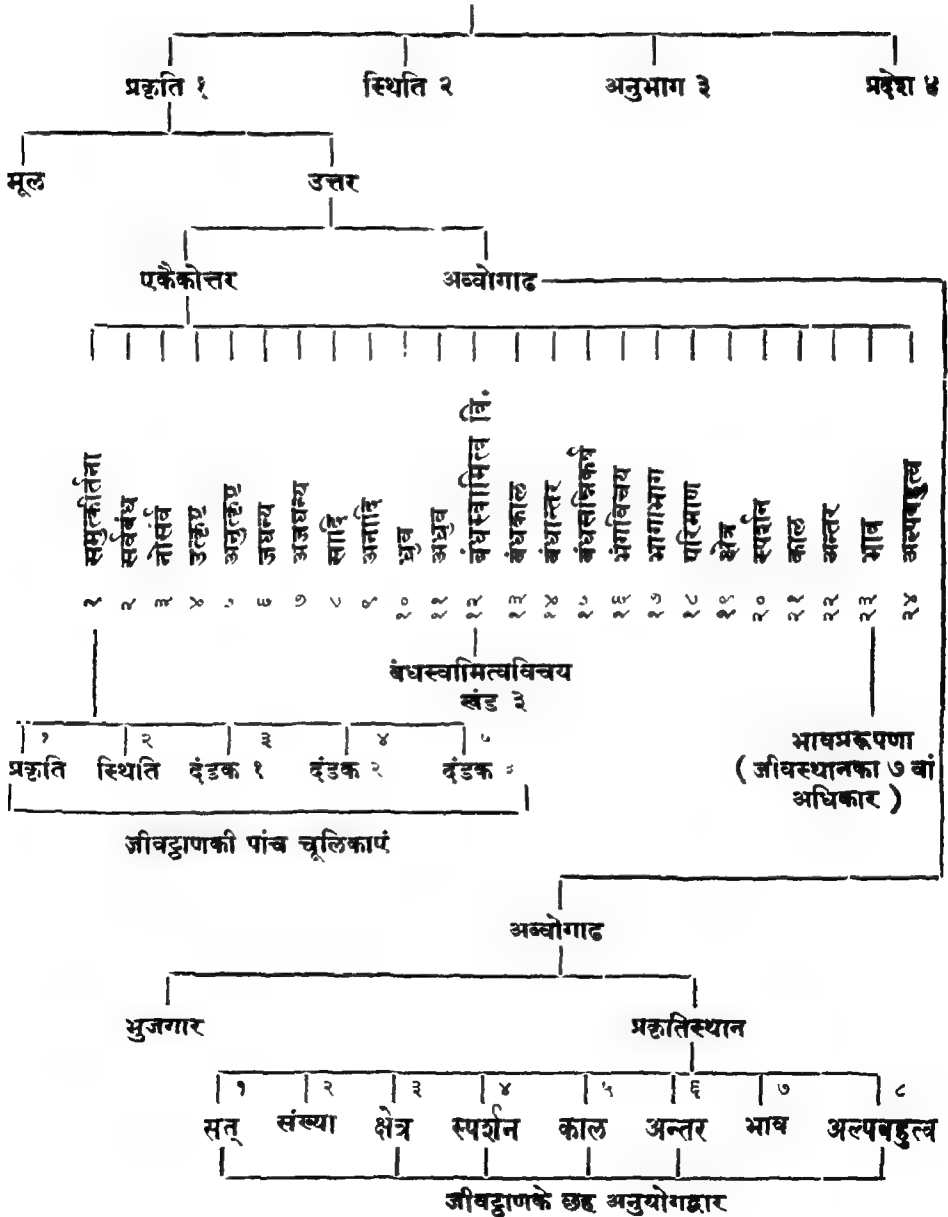 प्रकृति १ स्थिति २ अनुभाग ३ प्रदेश ४
मूल उत्तर
एकैकोत्तर अव्वोगाढ
समुत्कीर्तना १
सर्वबंध २
नोसर्व ३
उत्कृष्ट ४
अनुत्कृष्ट ५
जघन्य ६
अजघन्य ७
सादि ८
अनादि ९
ध्रुव १०
अध्रुव ११
बंधस्वामित्व वि. १२
बंधकाल १३
बंधान्तर १४
बंधसन्निकर्ष १५
भंगविचय १६
भागाभाग १७
परिमाण १८
क्षेत्र १९
स्पर्शन २०
काल २१
अन्तर २२
भाव २३
अल्पबहुत्व २४
बंधस्वामित्वविचय
खंड ३
१ २ ३ ४ ५
प्रकृति स्थिति दंडक १ दंडक २ दंडक
भावप्ररूपणा
( जीवस्थानका ७ वां
अधिकार )
जीवट्ठाणकी पांच चूलिकाएं
अव्वोगाढ
भुजगार प्रकृतिस्थान
१ २ ३ ४ ५ ६ ७ ८
सत् संख्या क्षेत्र स्पर्शन काल अन्तर भाव अल्पबहुत्व
जीवट्ठाणके छह अनुयोगद्वार